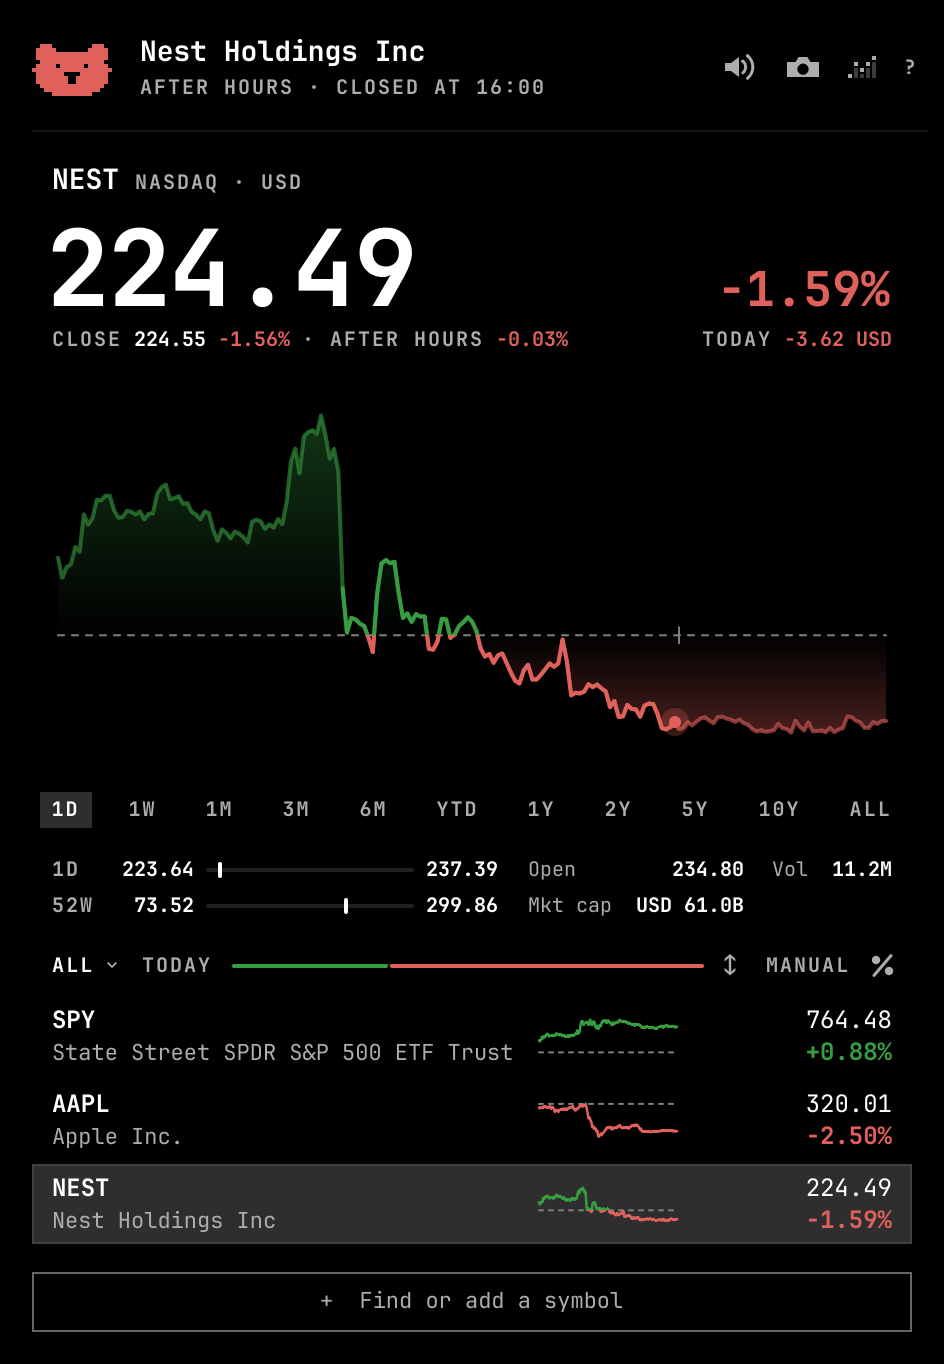 Nest Holdings Inc
AFTER HOURS · CLOSED AT 16:00
?
NEST NASDAQ · USD
224.49
-1.59%
CLOSE 224.55 -1.56% · AFTER HOURS -0.03%
TODAY -3.62 USD
1D 1W 1M 3M 6M YTD 1Y 2Y 5Y 10Y ALL
1D 223.64 237.39 Open 234.80 Vol 11.2M
52W 73.52 299.86 Mkt cap USD 61.0B
ALL TODAY MANUAL %
SPY 764.48
State Street SPDR S&P 500 ETF Trust +0.88%
AAPL 320.01
Apple Inc. -2.50%
NEST 224.49
Nest Holdings Inc -1.59%
+ Find or add a symbol